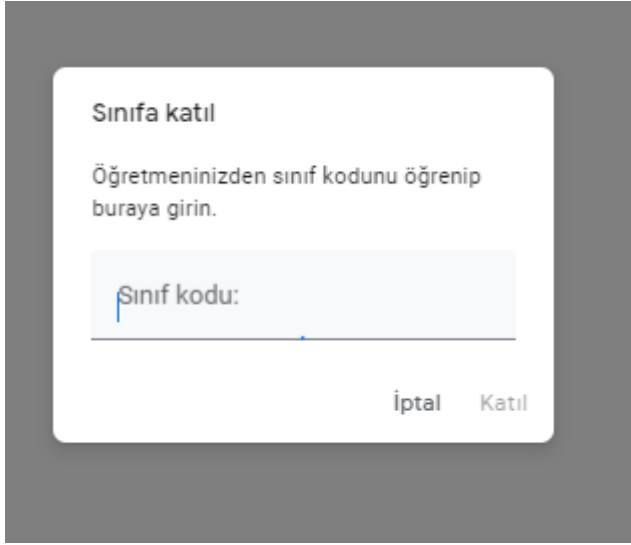 Sınıfa katıl
Öğretmeninizden sınıf kodunu öğrenip
buraya girin.
Sınıf kodu:
İptal Katıl